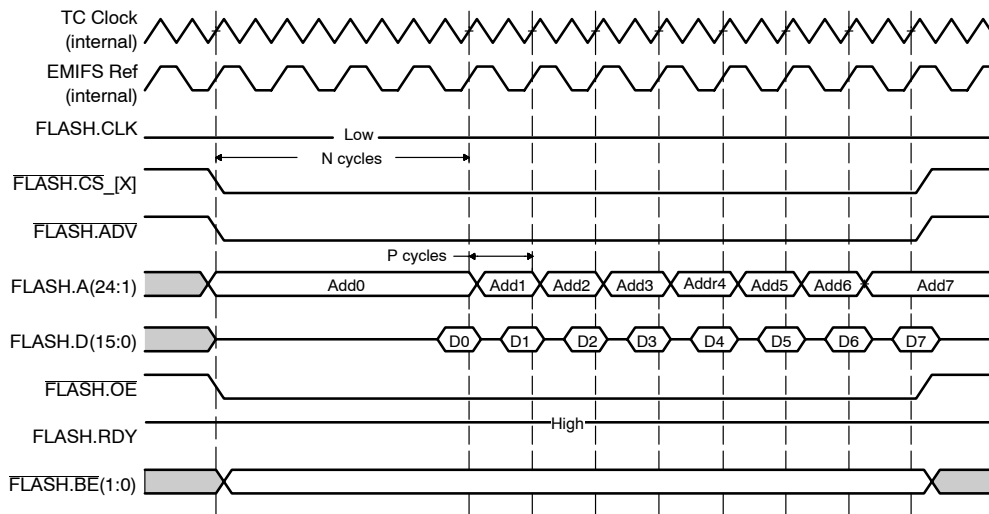 TC Clock
(internal)
EMIFS Ref
(internal)
FLASH.CLK
Low
N cycles
FLASH.CS_[X]
FLASH.ADV
P cycles
FLASH.A(24:1)
Add0 Add1 Add2 Add3 Addr4 Add5 Add6 Add7
FLASH.D(15:0)
D0 D1 D2 D3 D4 D5 D6 D7
FLASH.OE
High
FLASH.RDY
FLASH.BE(1:0)